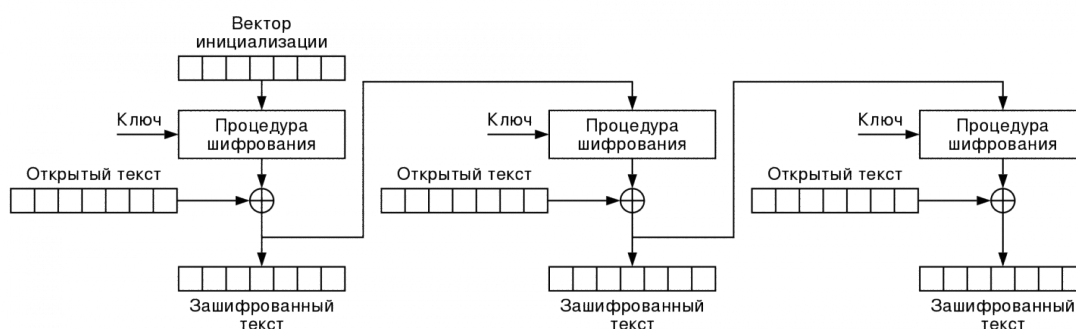 Вектор
инициализации
Ключ
Процедура
шифрования
Ключ
Процедура
шифрования
Ключ
Процедура
шифрования
Открытый текст
Открытый текст
Открытый текст
Зашифрованный
текст
Зашифрованный
текст
Зашифрованный
текст